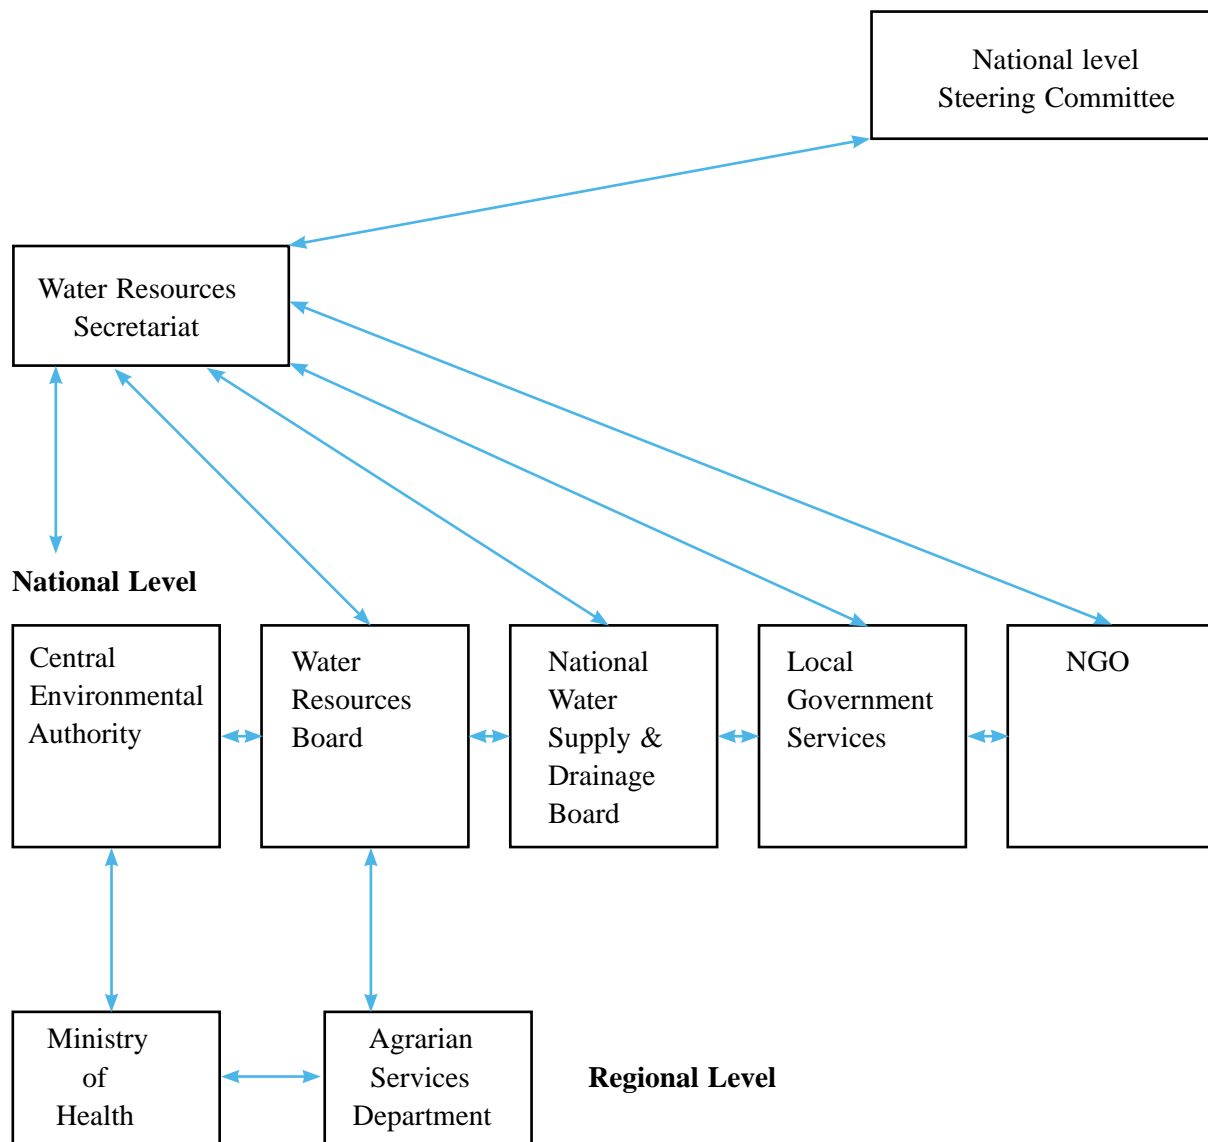 National level
Steering Committee
Water Resources
Secretariat
National Level
Central
Environmental
Authority
Water
Resources
Board
National
Water
Supply &
Drainage
Board
Local
Government
Services
NGO
Ministry
of
Health
Agrarian
Services
Department
Regional Level